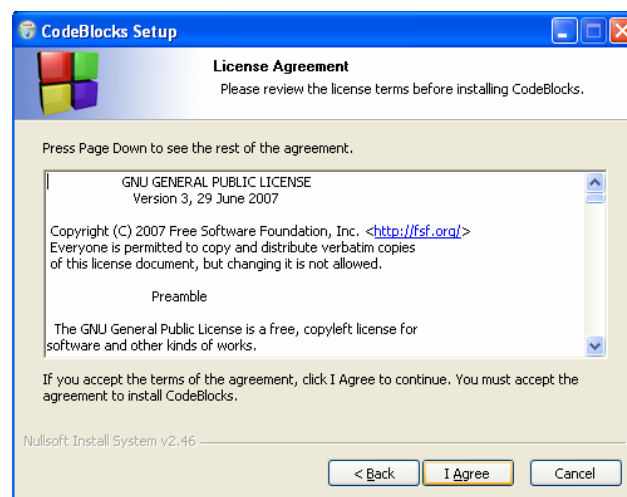 CodeBlocks Setup
License Agreement
Please review the license terms before installing CodeBlocks.
Press Page Down to see the rest of the agreement.
GNU GENERAL PUBLIC LICENSE
Version 3, 29 June 2007
Copyright (C) 2007 Free Software Foundation, Inc. <http://fsf.org/>
Everyone is permitted to copy and distribute verbatim copies
of this license document, but changing it is not allowed.
Preamble
The GNU General Public License is a free, copyleft license for
software and other kinds of works.
If you accept the terms of the agreement, click I Agree to continue. You must accept the
agreement to install CodeBlocks.
Nullsoft Install System v2.46
< Back I Agree Cancel